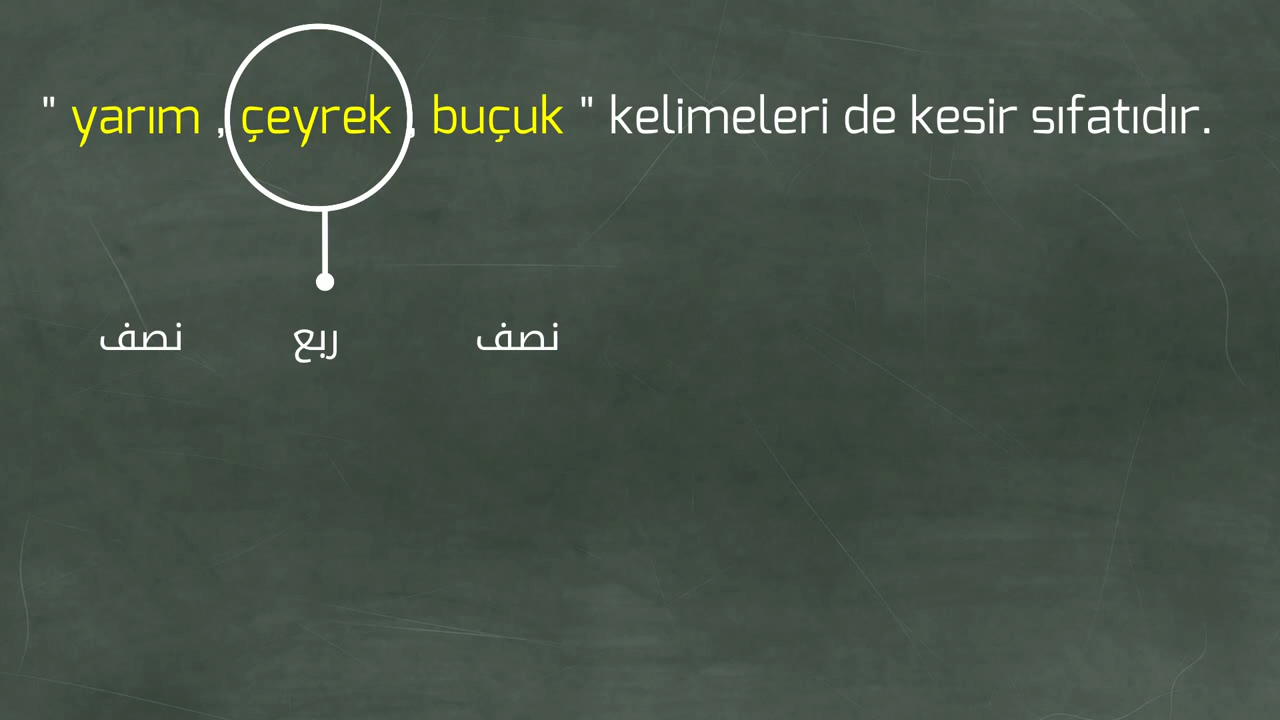 " yarım , çeyrek , buçuk " kelimeleri de kesir sıfatıdır.
نصف ربع نصف